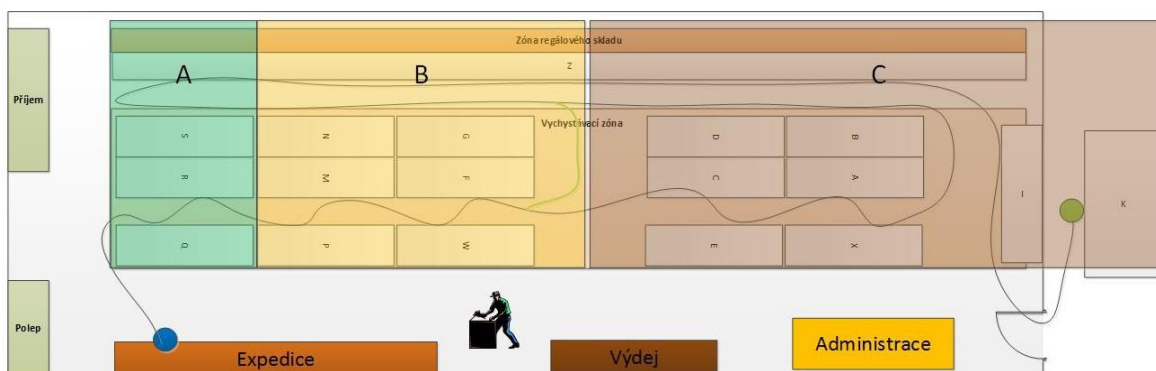 Zóna regálového skladu
A
B
C
Z
Příjem
Vychystávací zóna
S
N
G
D
B
R
M
F
C
A
I
K
Q
P
W
E
X
Polep
Expedice
Výdej
Administrace